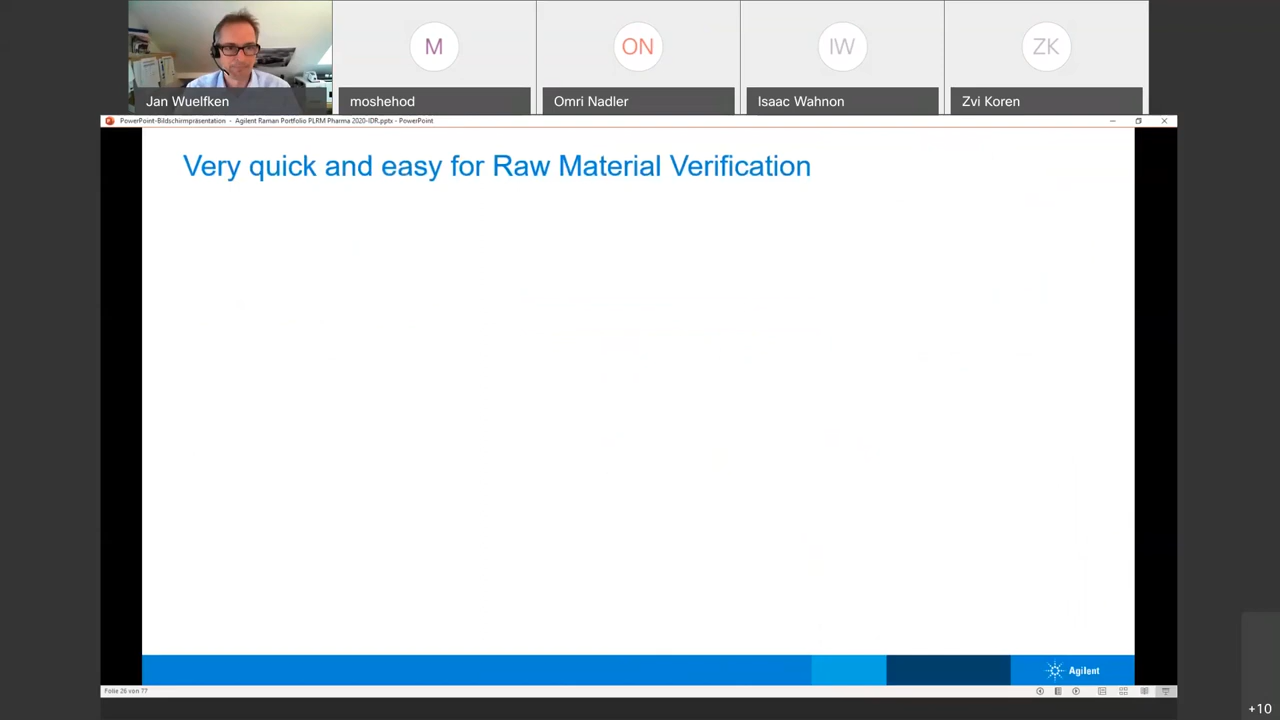 M
ON
IW
ZK
Jan Wuelfken
moshehod
Omri Nadler
Isaac Wahnon
Zvi Koren
PowerPoint-Bildschirmpräsentation - Agilent Raman Portfolio PLRM Pharma 2020-IDR.pptx - PowerPoint
Very quick and easy for Raw Material Verification
Agilent
Folie 26 von 77
+10